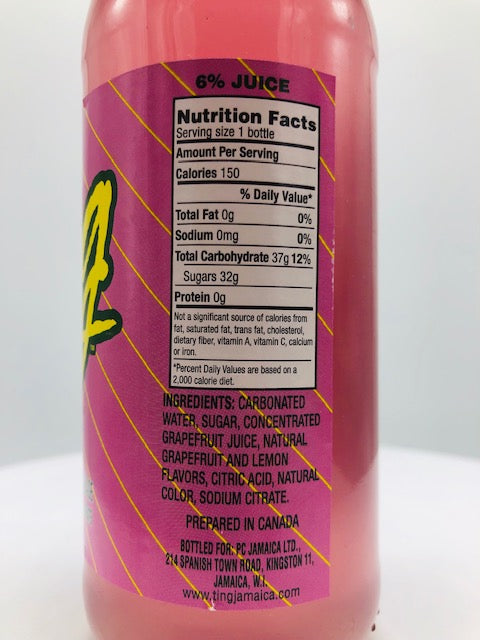 6% JUICE
Nutrition Facts
Serving size 1 bottle
Amount Per Serving
Calories 150
% Daily Value*
Total Fat 0g 0%
Sodium 0mg 0%
Total Carbohydrate 37g 12%
Sugars 32g
Protein 0g
Not a significant source of calories from
fat, saturated fat, trans fat, cholesterol,
dietary fiber, vitamin A, vitamin C, calcium
or iron.
*Percent Daily Values are based on a
2,000 calorie diet.
INGREDIENTS: CARBONATED
WATER, SUGAR, CONCENTRATED
GRAPEFRUIT JUICE, NATURAL
GRAPEFRUIT AND LEMON
FLAVORS, CITRIC ACID, NATURAL
COLOR, SODIUM CITRATE.
PREPARED IN CANADA
BOTTLED FOR: PC JAMAICA LTD.,
214 SPANISH TOWN ROAD, KINGSTON 11,
JAMAICA, W.I.
www.tingjamaica.com